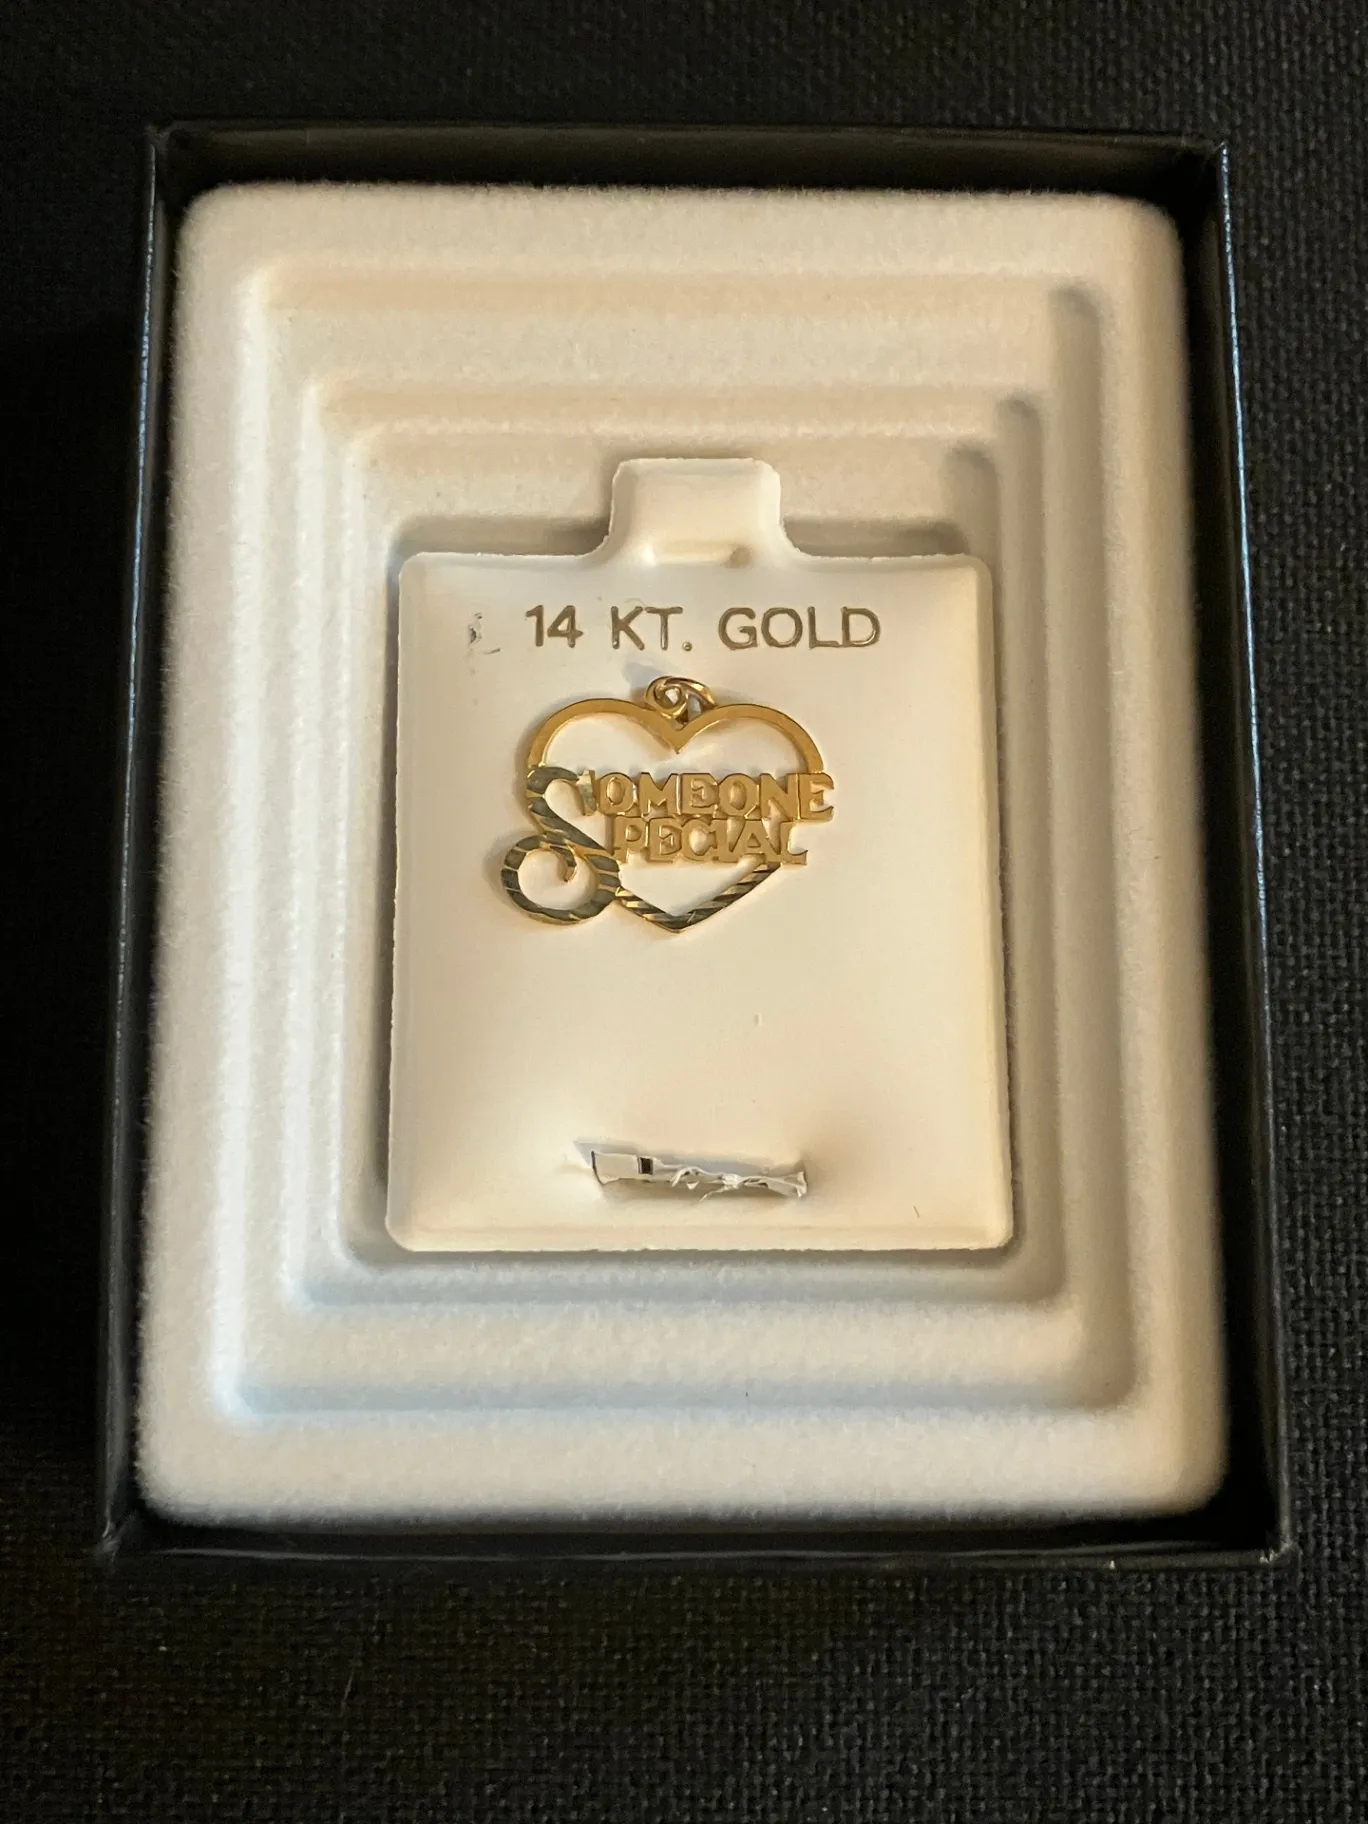 14 KT. GOLD
SOMEONE
SPECIAL